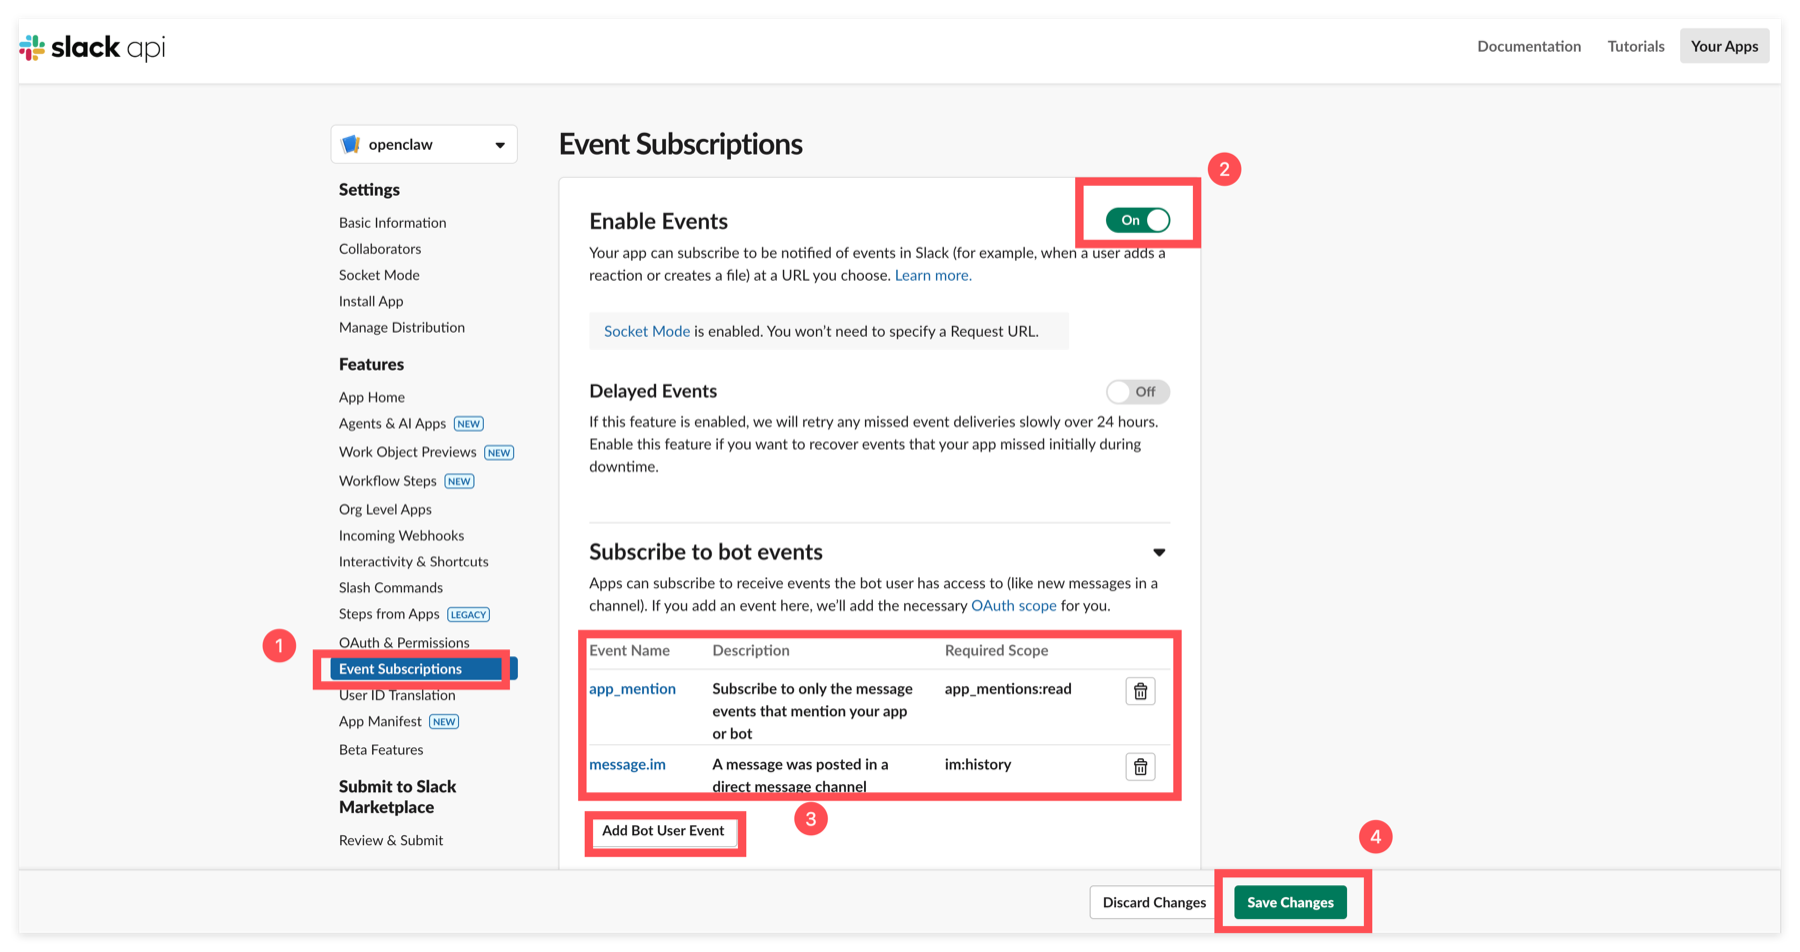 slack api
Documentation
Tutorials
Your Apps
openclaw
Settings
Basic Information
Collaborators
Socket Mode
Install App
Manage Distribution
Features
App Home
Agents & AI Apps NEW
Work Object Previews NEW
Workflow Steps NEW
Org Level Apps
Incoming Webhooks
Interactivity & Shortcuts
Slash Commands
Steps from Apps LEGACY
OAuth & Permissions
1
Event Subscriptions
User ID Translation
App Manifest NEW
Beta Features
Submit to Slack
Marketplace
Review & Submit
Event Subscriptions
2
Enable Events
On
Your app can subscribe to be notified of events in Slack (for example, when a user adds a
reaction or creates a file) at a URL you choose. Learn more.
Socket Mode is enabled. You won't need to specify a Request URL.
Delayed Events
Off
If this feature is enabled, we will retry any missed event deliveries slowly over 24 hours.
Enable this feature if you want to recover events that your app missed initially during
downtime.
Subscribe to bot events
Apps can subscribe to receive events the bot user has access to (like new messages in a
channel). If you add an event here, we'll add the necessary OAuth scope for you.
Event Name
Description
Required Scope
app_mention
Subscribe to only the message
events that mention your app
or bot
app_mentions:read
message.im
A message was posted in a
direct message channel
im:history
3
Add Bot User Event
4
Discard Changes
Save Changes